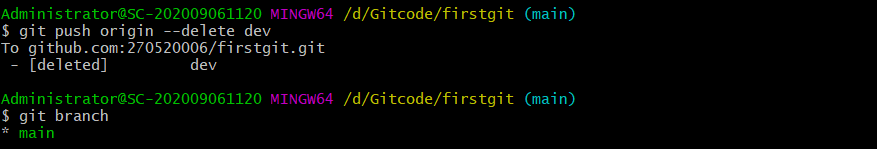 Administrator@SC-202009061120 MINGW64 /d/Gitcode/firstgit (main)
$ git push origin --delete dev
To github.com:270520006/firstgit.git
 - [deleted]         dev

Administrator@SC-202009061120 MINGW64 /d/Gitcode/firstgit (main)
$ git branch
* main